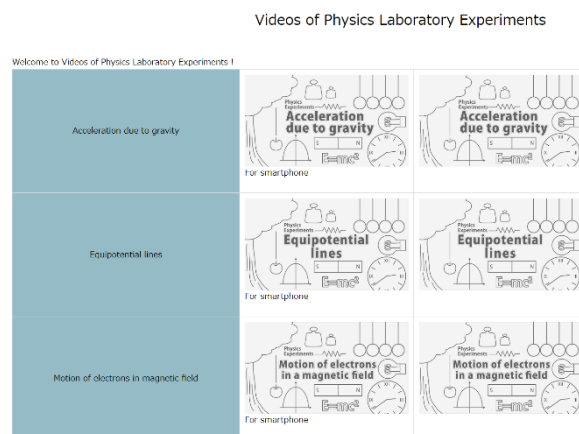 Videos of Physics Laboratory Experiments
Welcome to Videos of Physics Laboratory Experiments !
Acceleration due to gravity
Physics
Experiments
Acceleration
due to gravity
S N
E=mc²
For smartphone
Physics
Experiments
Acceleration
due to gravity
S N
E=mc²
Equipotential lines
Physics
Experiments
Equipotential
lines
S N
E=mc²
For smartphone
Physics
Experiments
Equipotential
lines
S N
E=mc²
Motion of electrons in magnetic field
Physics
Experiments
Motion of electrons
in a magnetic field
S N
E=mc²
For smartphone
Physics
Experiments
Motion of electrons
in a magnetic field
S N
E=mc²